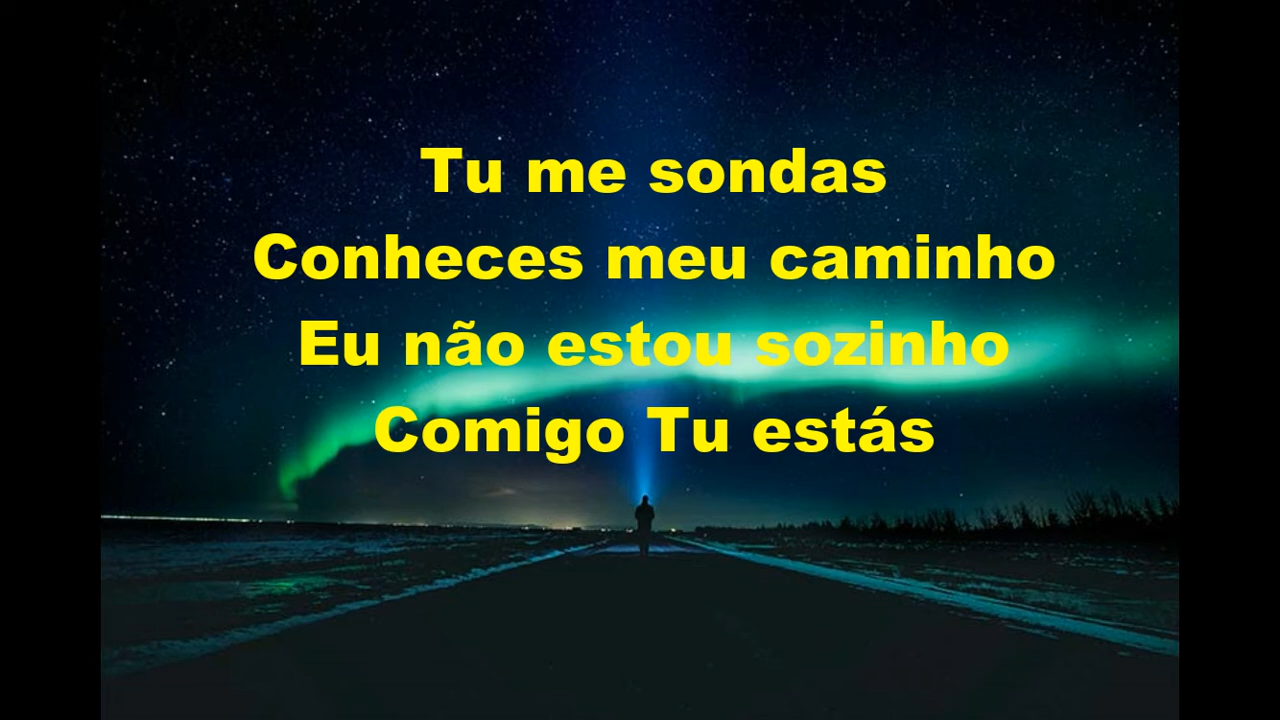 Tu me sondas
Conheces meu caminho
Eu não estou sozinho
Comigo Tu estás